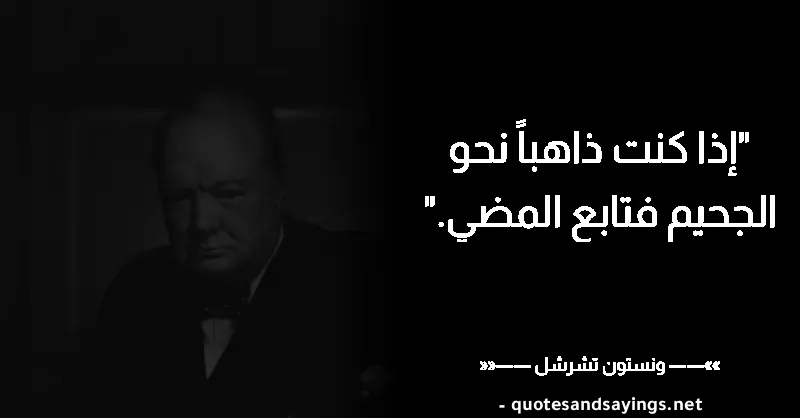 "إذا كنت ذاهباً نحو
الجحيم فتابع المضي."
««—— ونستون تشرشل ——»»
- quotesandsayings.net